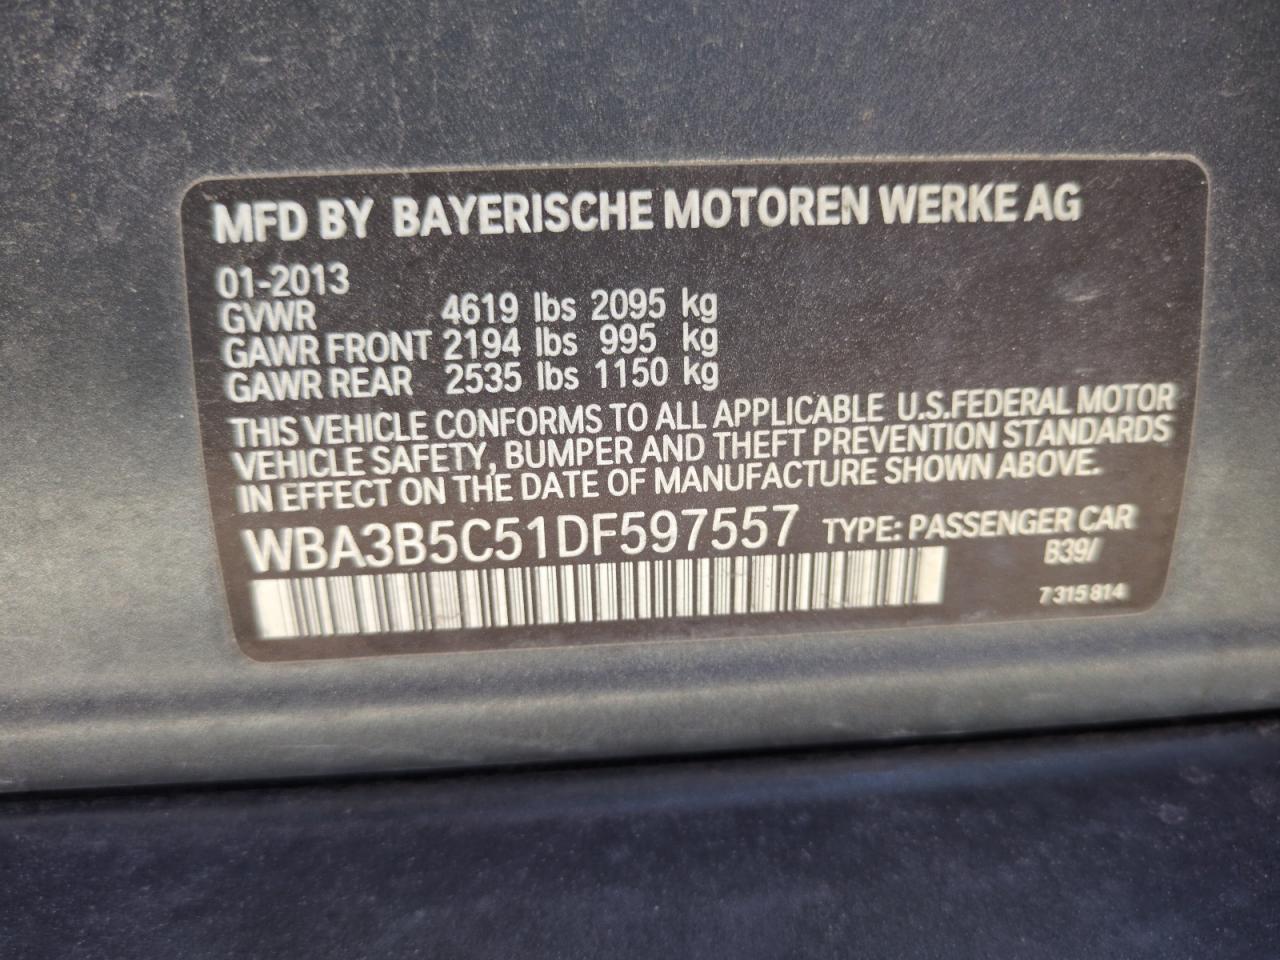 MFD BY BAYERISCHE MOTOREN WERKE AG
01-2013
GVWR 4619 lbs 2095 kg
GAWR FRONT 2194 lbs 995 kg
GAWR REAR 2535 lbs 1150 kg
THIS VEHICLE CONFORMS TO ALL APPLICABLE U.S.FEDERAL MOTOR
VEHICLE SAFETY, BUMPER AND THEFT PREVENTION STANDARDS
IN EFFECT ON THE DATE OF MANUFACTURE SHOWN ABOVE.
WBA3B5C51DF597557 TYPE: PASSENGER CAR
B39/
7 315 814